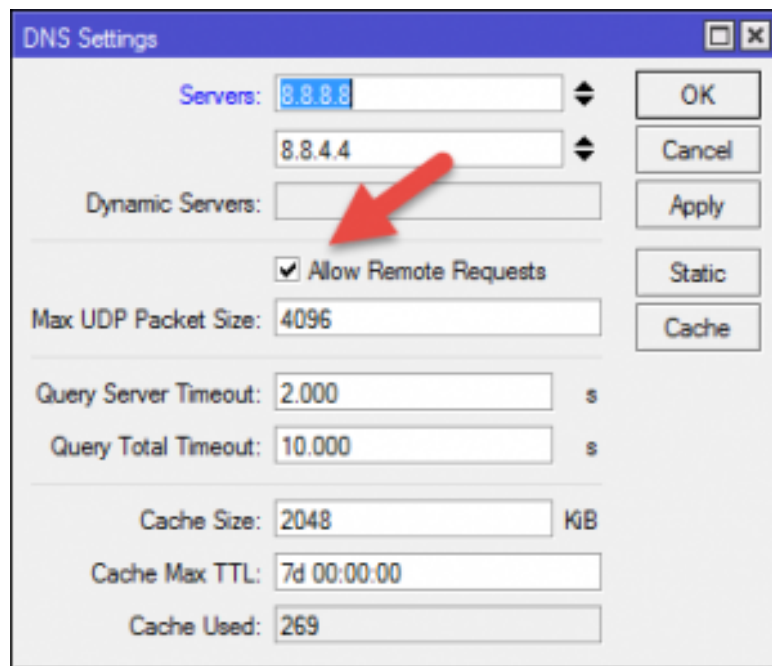 DNS Settings
Servers: 8.8.8.8 OK
8.8.4.4 Cancel
Dynamic Servers: Apply
Allow Remote Requests Static
Max UDP Packet Size: 4096 Cache
Query Server Timeout: 2.000 s
Query Total Timeout: 10.000 s
Cache Size: 2048 KiB
Cache Max TTL: 7d 00:00:00
Cache Used: 269